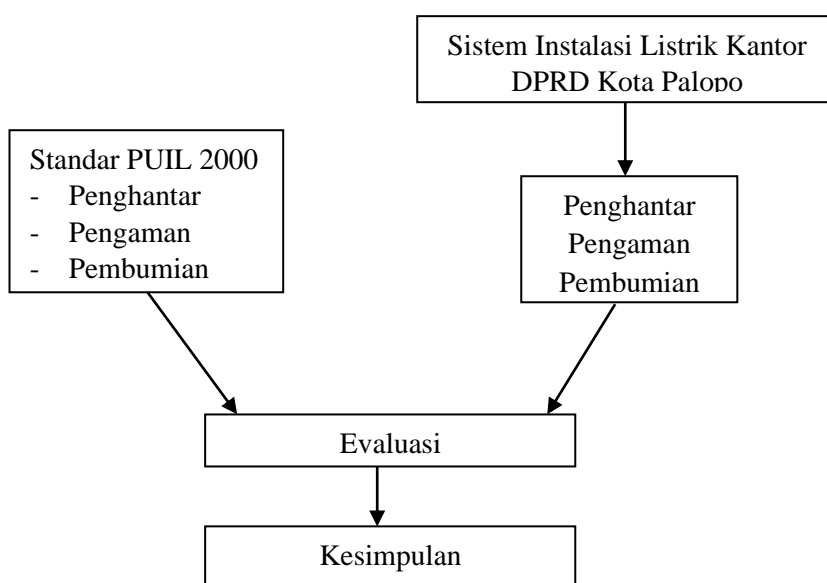 Sistem Instalasi Listrik Kantor
DPRD Kota Palopo
Standar PUIL 2000
- Penghantar
- Pengaman
- Pembumian
Penghantar
Pengaman
Pembumian
Evaluasi
Kesimpulan